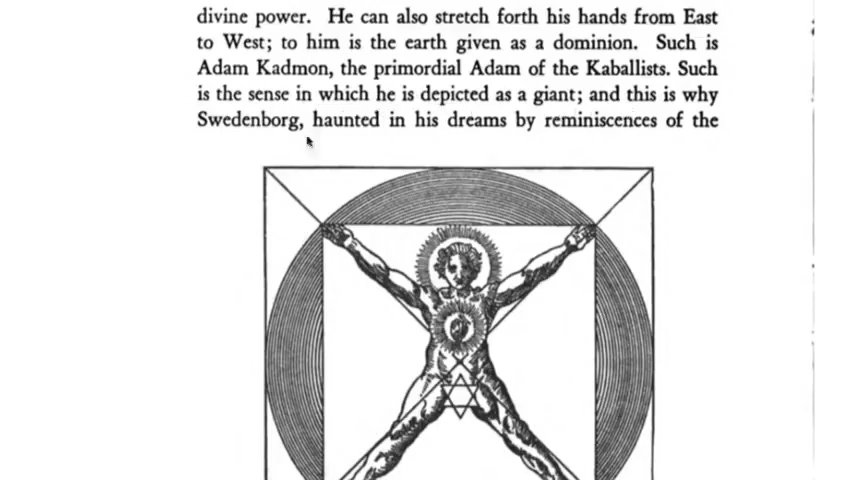 divine power. He can also stretch forth his hands from East
to West; to him is the earth given as a dominion. Such is
Adam Kadmon, the primordial Adam of the Kaballists. Such
is the sense in which he is depicted as a giant; and this is why
Swedenborg, haunted in his dreams by reminiscences of the